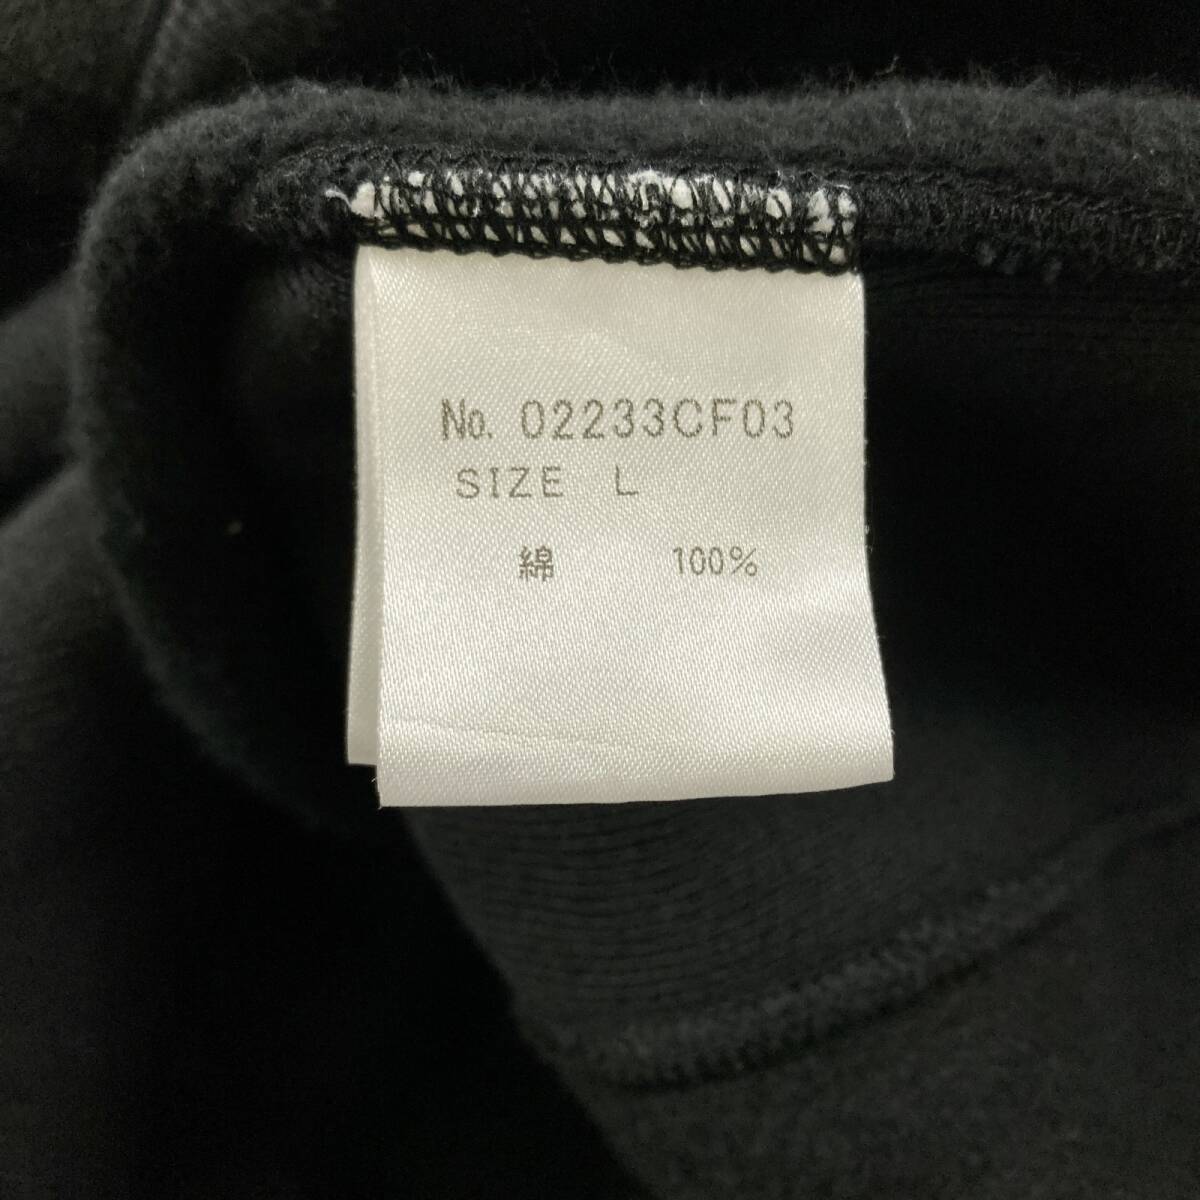 No. 02233CF03
SIZE L
綿 100%